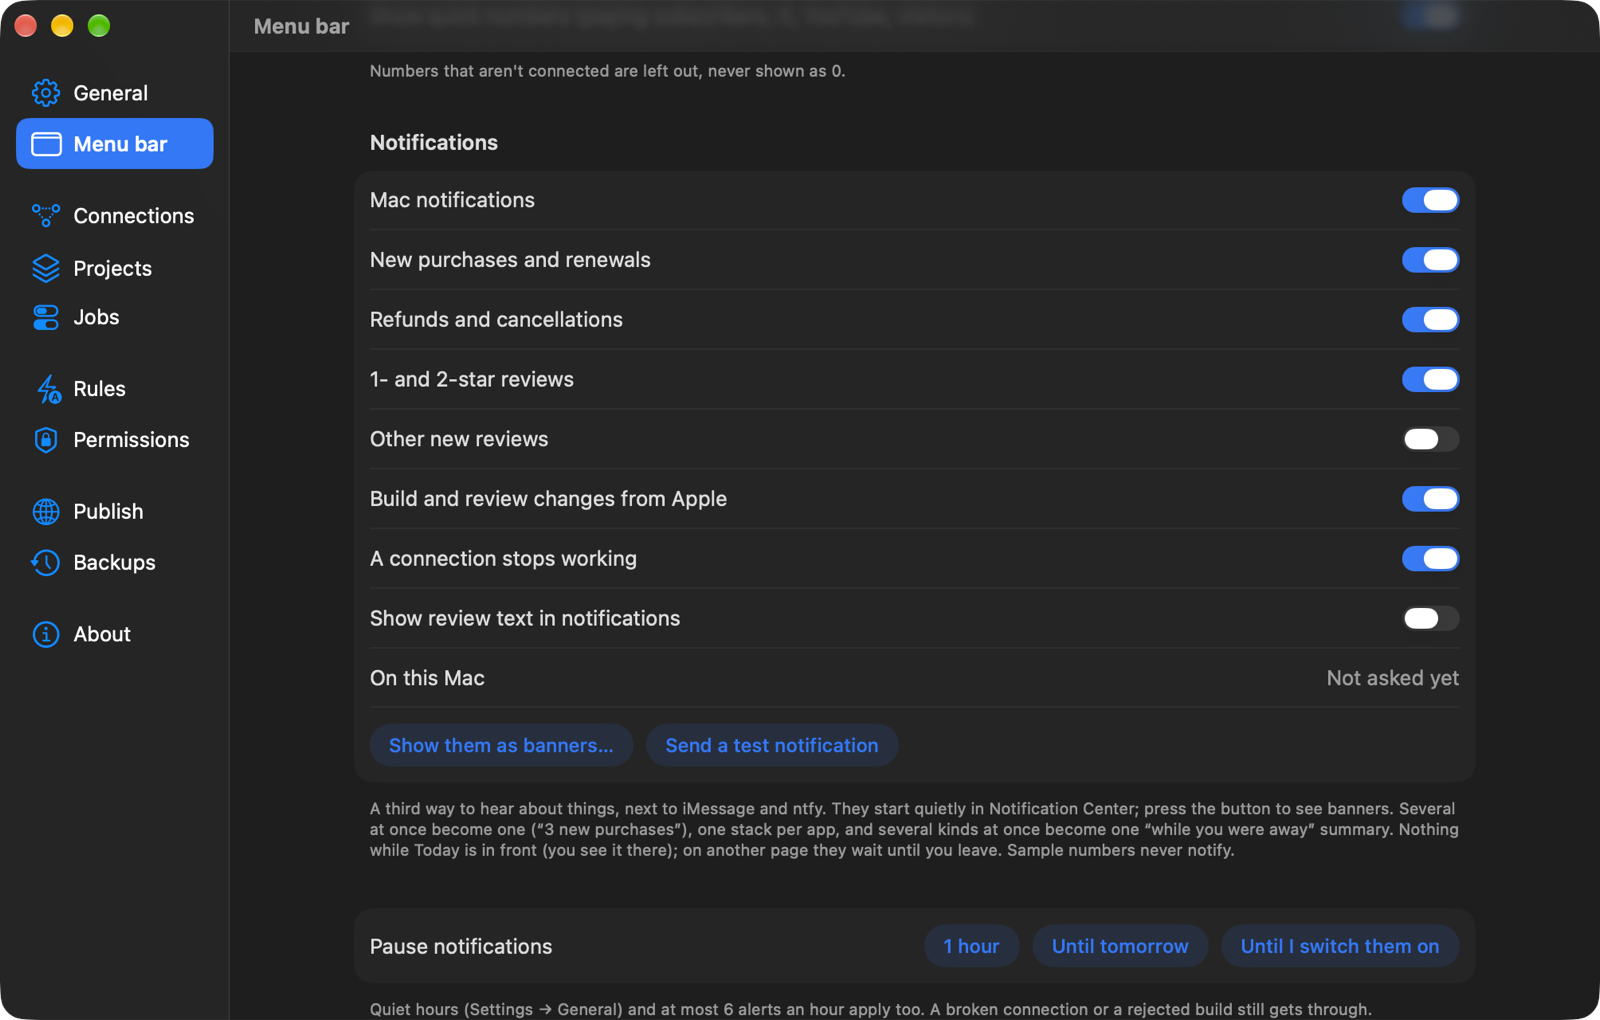 Menu bar
General
Menu bar
Connections
Projects
Jobs
Rules
Permissions
Publish
Backups
About
Numbers that aren't connected are left out, never shown as 0.
Notifications
Mac notifications
New purchases and renewals
Refunds and cancellations
1- and 2-star reviews
Other new reviews
Build and review changes from Apple
A connection stops working
Show review text in notifications
On this Mac Not asked yet
Show them as banners... Send a test notification
A third way to hear about things, next to iMessage and ntfy. They start quietly in Notification Center; press the button to see banners. Several
at once become one (“3 new purchases”), one stack per app, and several kinds at once become one “while you were away” summary. Nothing
while Today is in front (you see it there); on another page they wait until you leave. Sample numbers never notify.
Pause notifications 1 hour Until tomorrow Until I switch them on
Quiet hours (Settings → General) and at most 6 alerts an hour apply too. A broken connection or a rejected build still gets through.